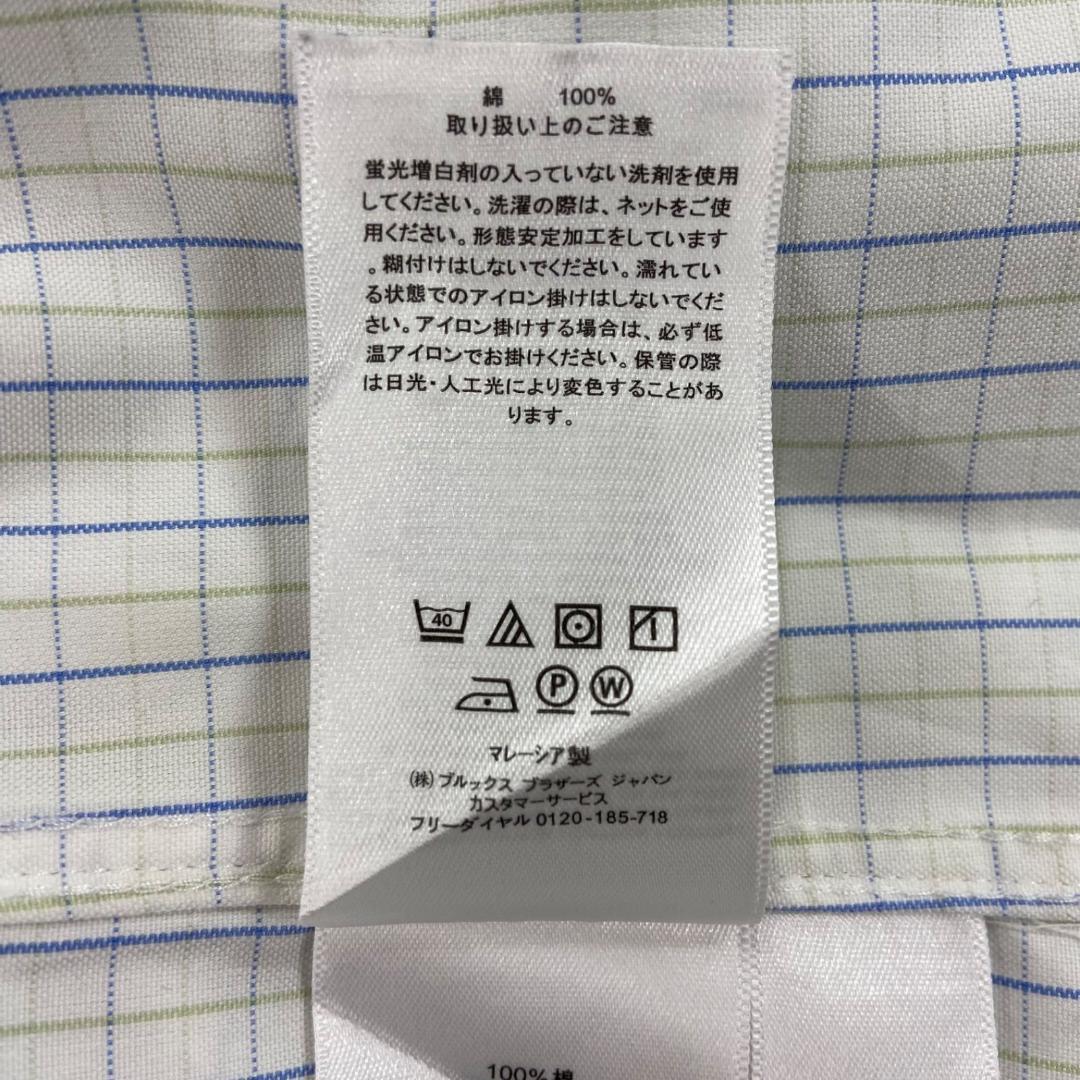 綿 100%
取り扱い上のご注意
蛍光増白剤の入っていない洗剤を使用
してください。洗濯の際は、ネットをご使
用ください。形態安定加工をしています
。糊付けはしないでください。濡れてい
る状態でのアイロン掛けはしないでくだ
さい。アイロン掛けする場合は、必ず低
温アイロンでお掛けください。保管の際
は日光・人工光により変色することがあ
ります。
40
P W
マレーシア製
(株)ブルックス ブラザーズ ジャパン
カスタマーサービス
フリーダイヤル 0120-185-718
100% 棉